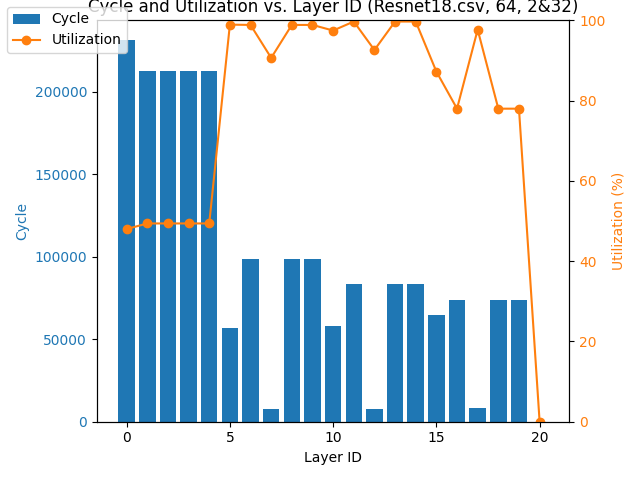 Cycle and Utilization vs. Layer ID (Resnet18.csv, 64, 2&32)
Cycle
Utilization
200000
150000
100000
50000
0
Cycle
100
80
60
40
20
0
Utilization (%)
0 5 10 15 20
Layer ID